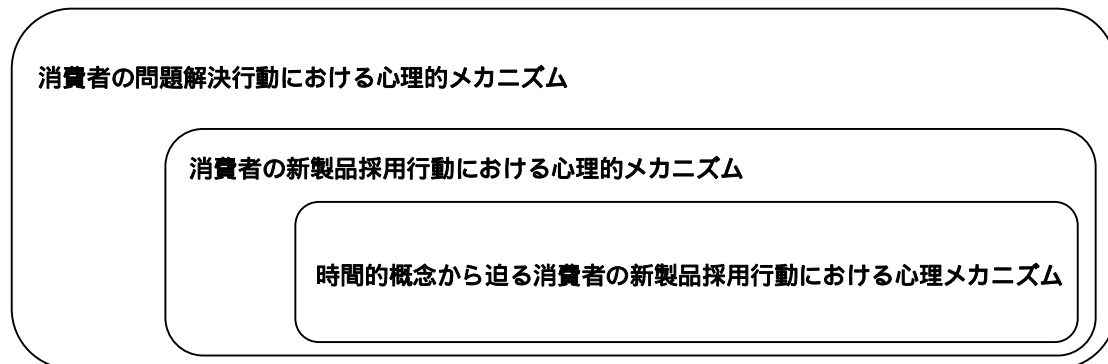 消費者の問題解決行動における心理的メカニズム
消費者の新製品採用行動における心理的メカニズム
時間的概念から迫る消費者の新製品採用行動における心理メカニズム